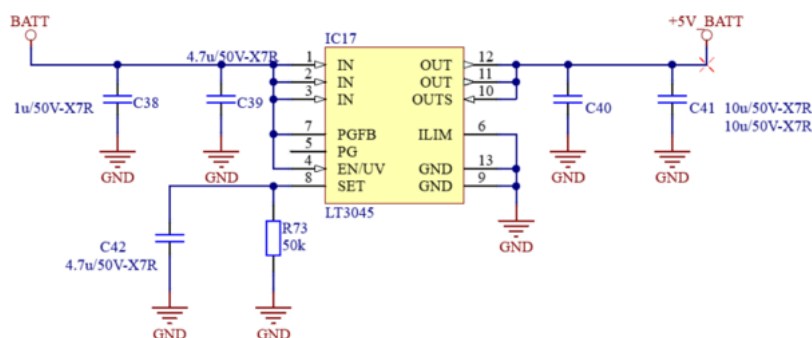 BATT
+5V_BATT
IC17
4.7u/50V-X7R
1 IN OUT 12
2 IN OUT 11
3 IN OUTS 10
1u/50V-X7R C38 C39 C40 C41 10u/50V-X7R
10u/50V-X7R
7 PGFB ILIM 6
5 PG
GND GND
4 EN/UV GND 13
8 SET GND 9
LT3045
GND GND
R73
50k
C42
4.7u/50V-X7R
GND
GND GND